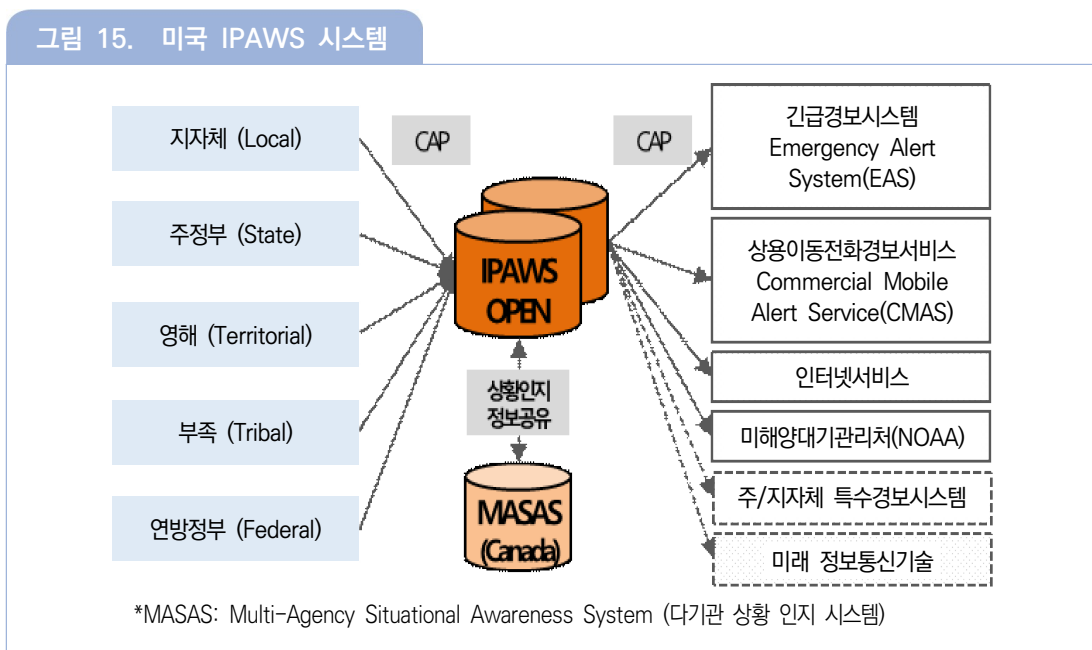 그림 15. 미국 IPAWS 시스템
지자체 (Local)
주정부 (State)
영해 (Territorial)
부족 (Tribal)
연방정부 (Federal)
CAP
IPAWS
OPEN
상황인지
정보공유
MASAS
(Canada)
CAP
긴급경보시스템
Emergency Alert
System(EAS)
상용이동전화경보서비스
Commercial Mobile
Alert Service(CMAS)
인터넷서비스
미해양대기관리처(NOAA)
주/지자체 특수경보시스템
미래 정보통신기술
*MASAS: Multi-Agency Situational Awareness System (다기관 상황 인지 시스템)